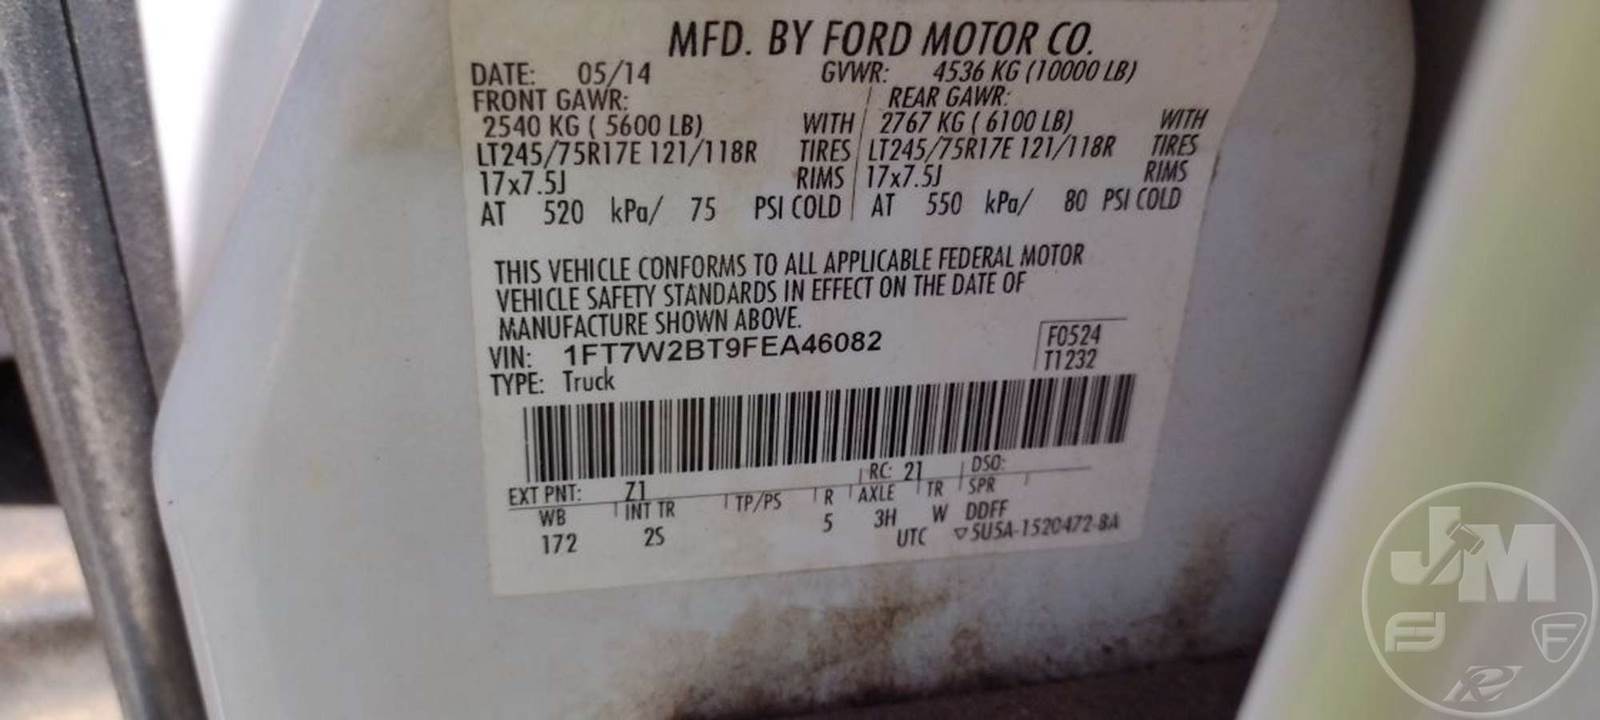 MFD. BY FORD MOTOR CO.
DATE: 05/14 GVWR: 4536 KG (10000 LB)
FRONT GAWR: REAR GAWR:
2540 KG ( 5600 LB) WITH 2767 KG ( 6100 LB) WITH
LT245/75R17E 121/118R TIRES LT245/75R17E 121/118R TIRES
17x7.5J RIMS 17x7.5J RIMS
AT 520 kPa/ 75 PSI COLD AT 550 kPa/ 80 PSI COLD
THIS VEHICLE CONFORMS TO ALL APPLICABLE FEDERAL MOTOR
VEHICLE SAFETY STANDARDS IN EFFECT ON THE DATE OF
MANUFACTURE SHOWN ABOVE.
VIN: 1FT7W2BT9FEA46082 F0524
TYPE: Truck T1232
EXT PNT: Z1 RC: 21 DSO:
WB INT TR TP/PS R AXLE TR SPR
172 2S 5 3H W DDFF
UTC ▽5U5A-1520472-BA
JM